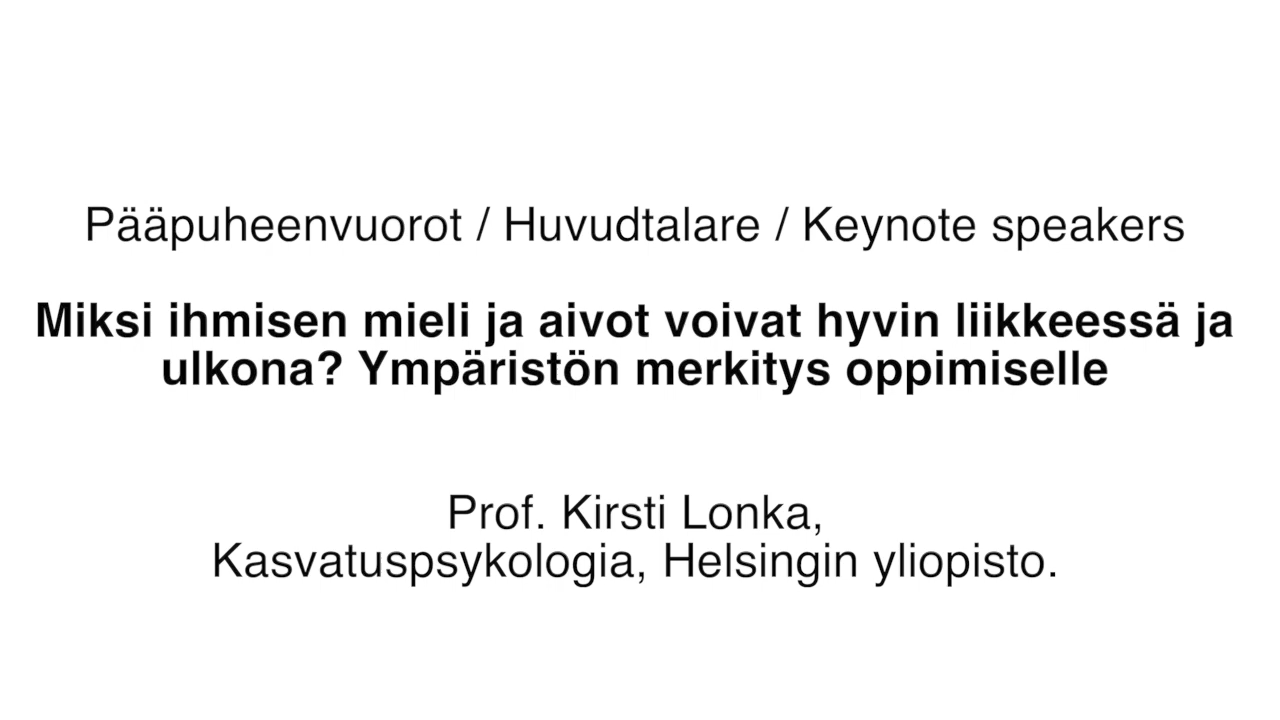 Pääpuheenvuorot / Huvudtalare / Keynote speakers
Miksi ihmisen mieli ja aivot voivat hyvin liikkeessä ja
ulkona? Ympäristön merkitys oppimiselle
Prof. Kirsti Lonka,
Kasvatuspsykologia, Helsingin yliopisto.